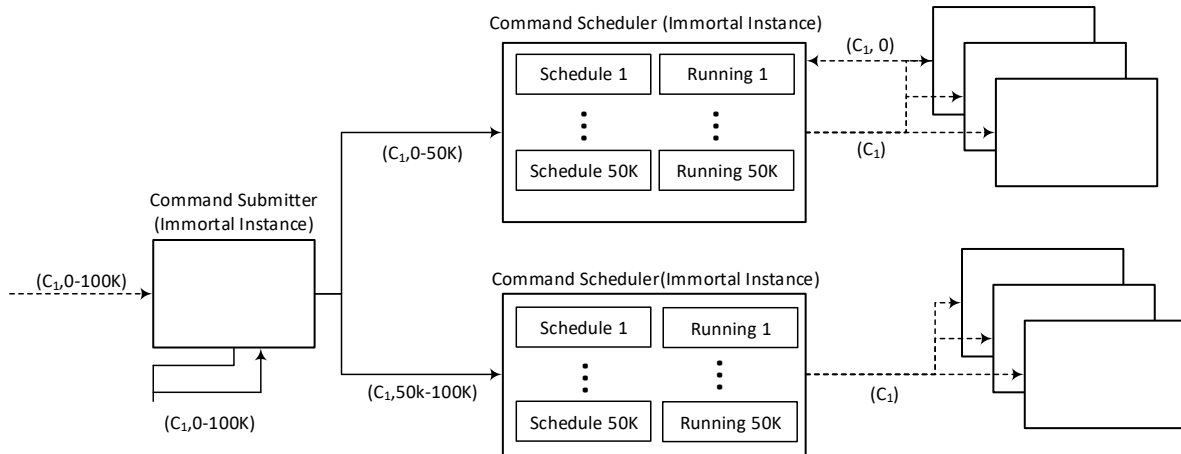 Command Scheduler (Immortal Instance)
(C₁, 0)
Schedule 1
Running 1
(C₁,0-50K)
(C₁)
Schedule 50K
Running 50K
Command Submitter
(Immortal Instance)
(C₁,0-100K)
Command Scheduler(Immortal Instance)
Schedule 1
Running 1
(C₁,50k-100K)
(C₁)
(C₁,0-100K)
Schedule 50K
Running 50K